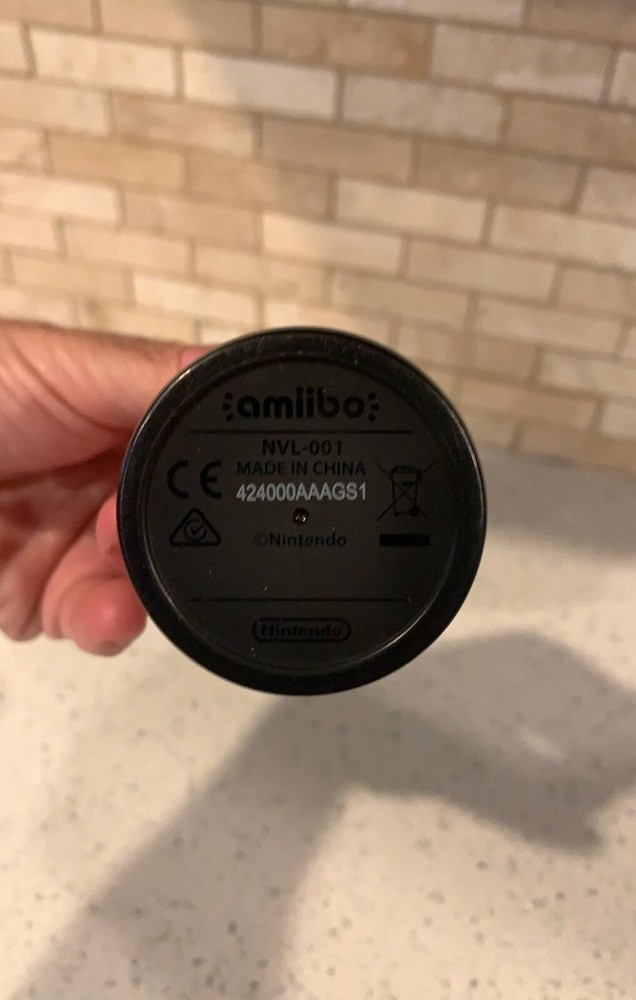 amiibo
NVL-001
MADE IN CHINA
CE
424000AAAGS1
©Nintendo
Nintendo